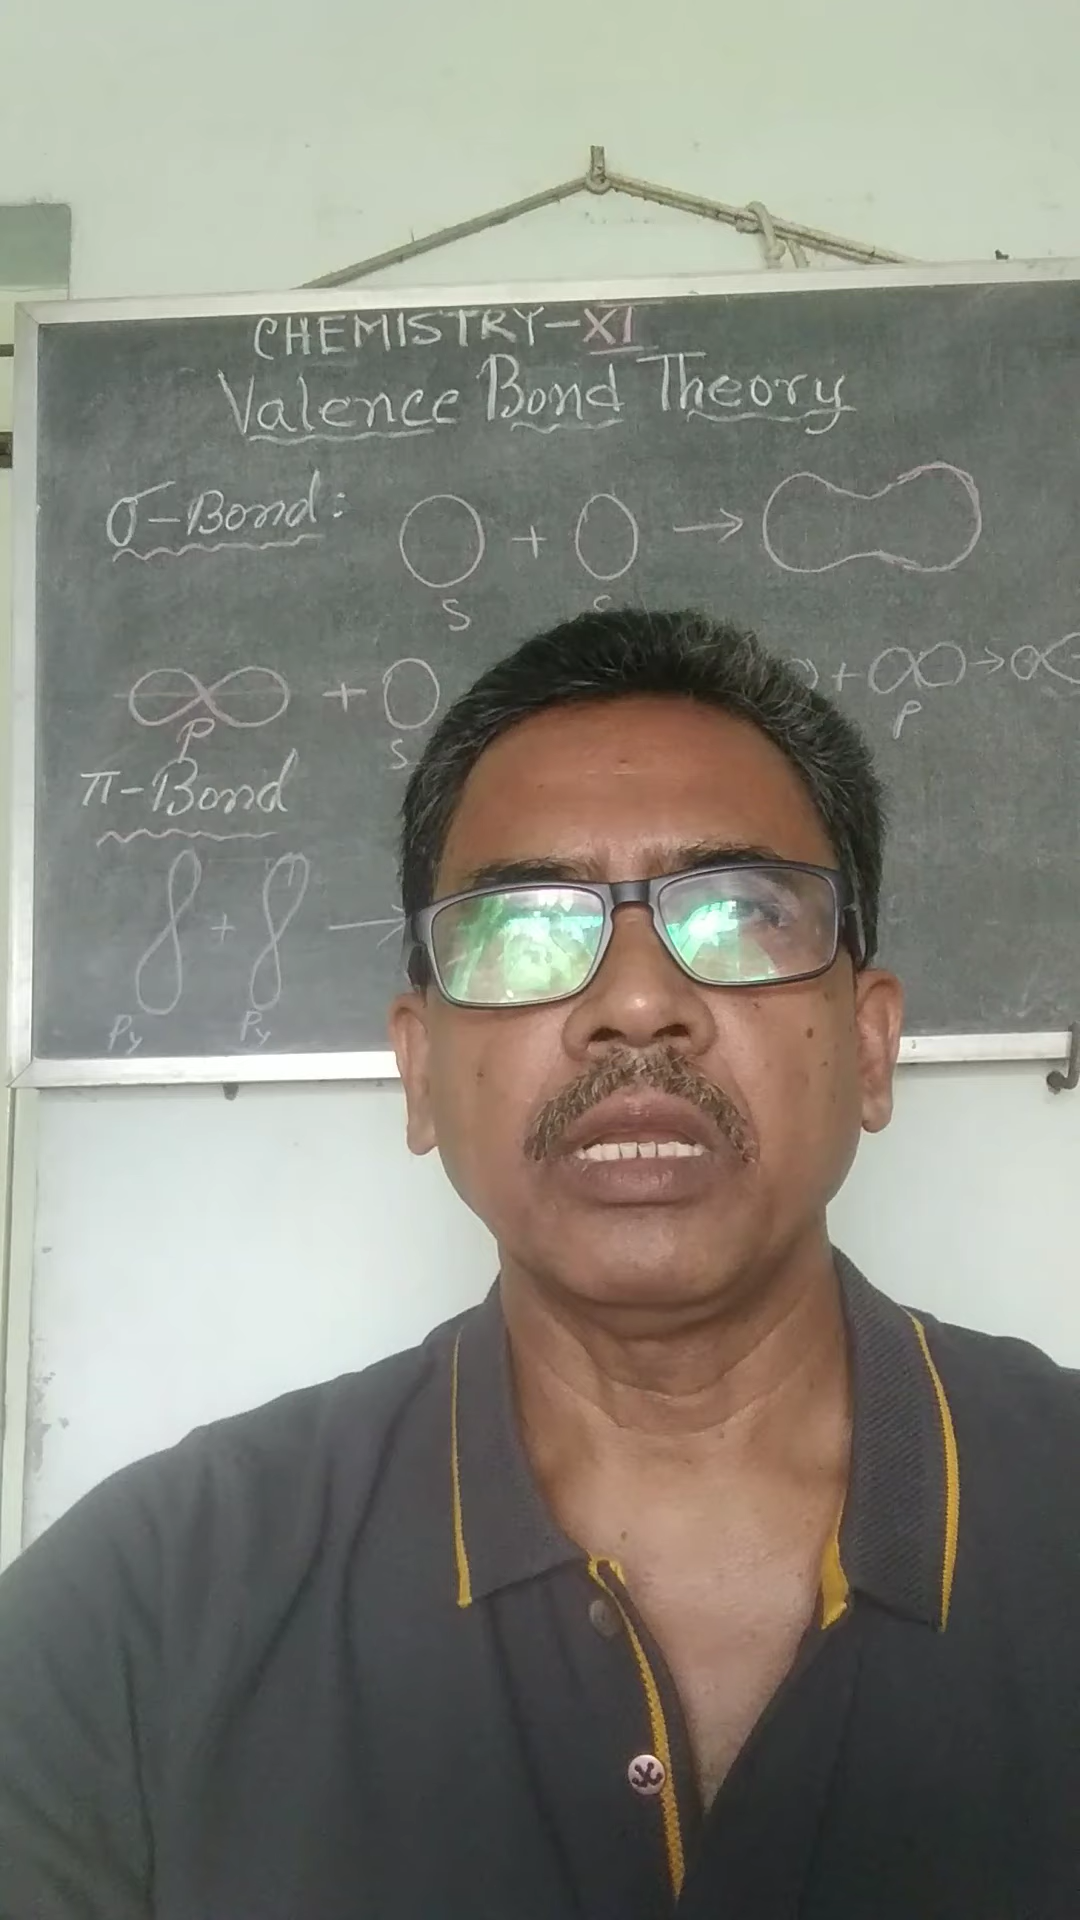 CHEMISTRY-XI
Valence Bond Theory
σ-Bond: + →
S S
+ + →
P S P
π-Bond
+ →
Py Py